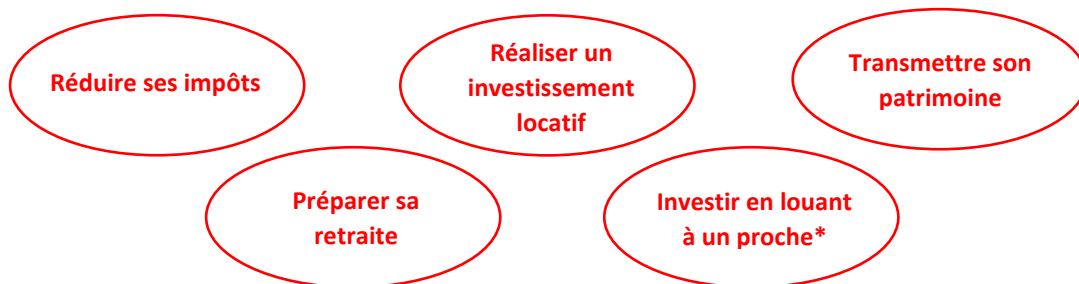 Réduire ses impôts
Réaliser un
investissement
locatif
Transmettre son
patrimoine
Préparer sa
retraite
Investir en louant
à un proche*